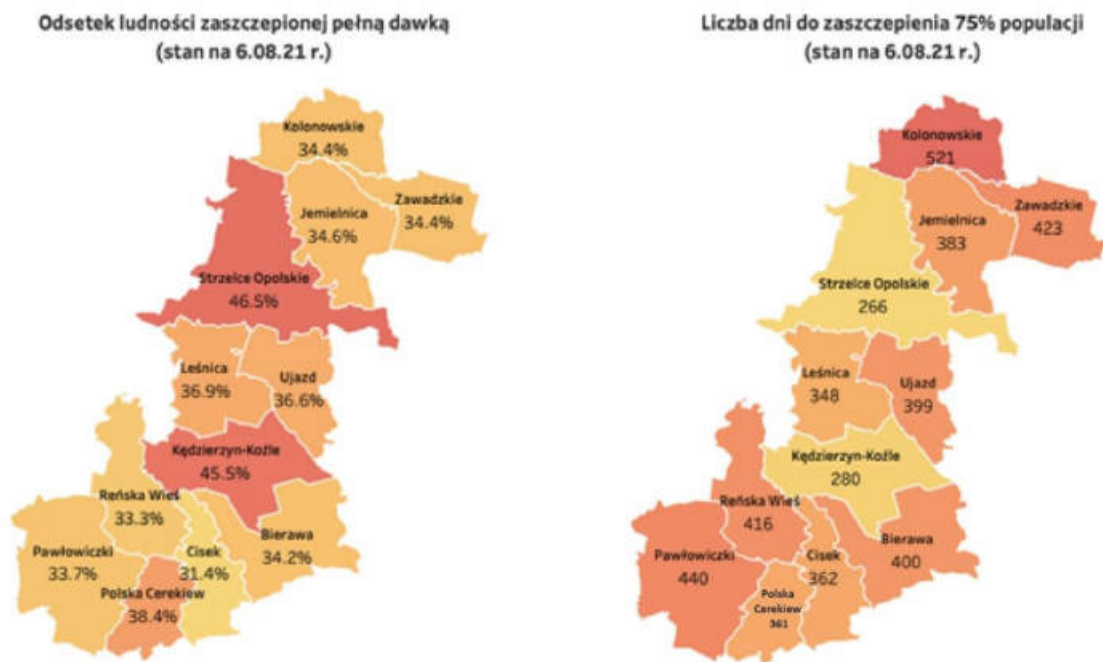 Odsetek ludności zaszczepionej pełną dawką
(stan na 6.08.21 r.)
Kolonowskie
34.4%
Jemielnica
34.6%
Zawadzkie
34.4%
Strzelce Opolskie
46.5%
Leśnica
36.9%
Ujazd
36.6%
Kędzierzyn-Koźle
45.5%
Reńska Wieś
33.3%
Bierawa
34.2%
Pawłowiczki
33.7%
Cisek
31.4%
Polska Cerekiew
38.4%
Liczba dni do zaszczepienia 75% populacji
(stan na 6.08.21 r.)
Kolonowskie
521
Jemielnica
383
Zawadzkie
423
Strzelce Opolskie
266
Leśnica
348
Ujazd
399
Kędzierzyn-Koźle
280
Reńska Wieś
416
Bierawa
400
Pawłowiczki
440
Cisek
362
Polska
Cerekiew
361